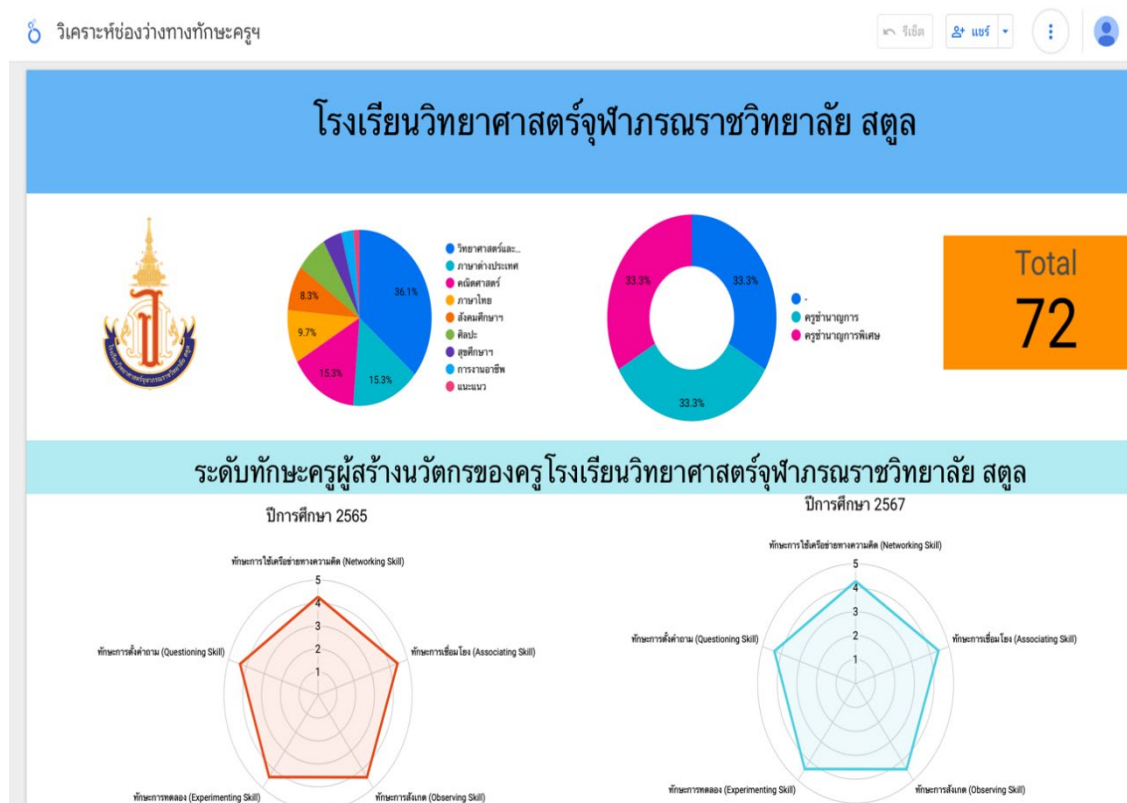 วิเคราะห์ช่องว่างทางทักษะครูฯ
รีเซ็ต
แชร์
โรงเรียนวิทยาศาสตร์จุฬาภรณราชวิทยาลัย สตูล
36.1%
15.3%
15.3%
9.7%
8.3%
วิทยาศาสตร์และ...
ภาษาต่างประเทศ
คณิตศาสตร์
ภาษาไทย
สังคมศึกษาฯ
ศิลปะ
สุขศึกษาฯ
การงานอาชีพ
แนะแนว
33.3%
33.3%
33.3%
-
ครูชำนาญการ
ครูชำนาญการพิเศษ
Total
72
ระดับทักษะครูผู้สร้างนวัตกรของครูโรงเรียนวิทยาศาสตร์จุฬาภรณราชวิทยาลัย สตูล
ปีการศึกษา 2565
ทักษะการใช้เครือข่ายทางความคิด (Networking Skill)
5
4
3
2
1
ทักษะการตั้งคำถาม (Questioning Skill)
ทักษะการเชื่อมโยง (Associating Skill)
ทักษะการทดลอง (Experimenting Skill)
ทักษะการสังเกต (Observing Skill)
ปีการศึกษา 2567
ทักษะการใช้เครือข่ายทางความคิด (Networking Skill)
5
4
3
2
1
ทักษะการตั้งคำถาม (Questioning Skill)
ทักษะการเชื่อมโยง (Associating Skill)
ทักษะการทดลอง (Experimenting Skill)
ทักษะการสังเกต (Observing Skill)